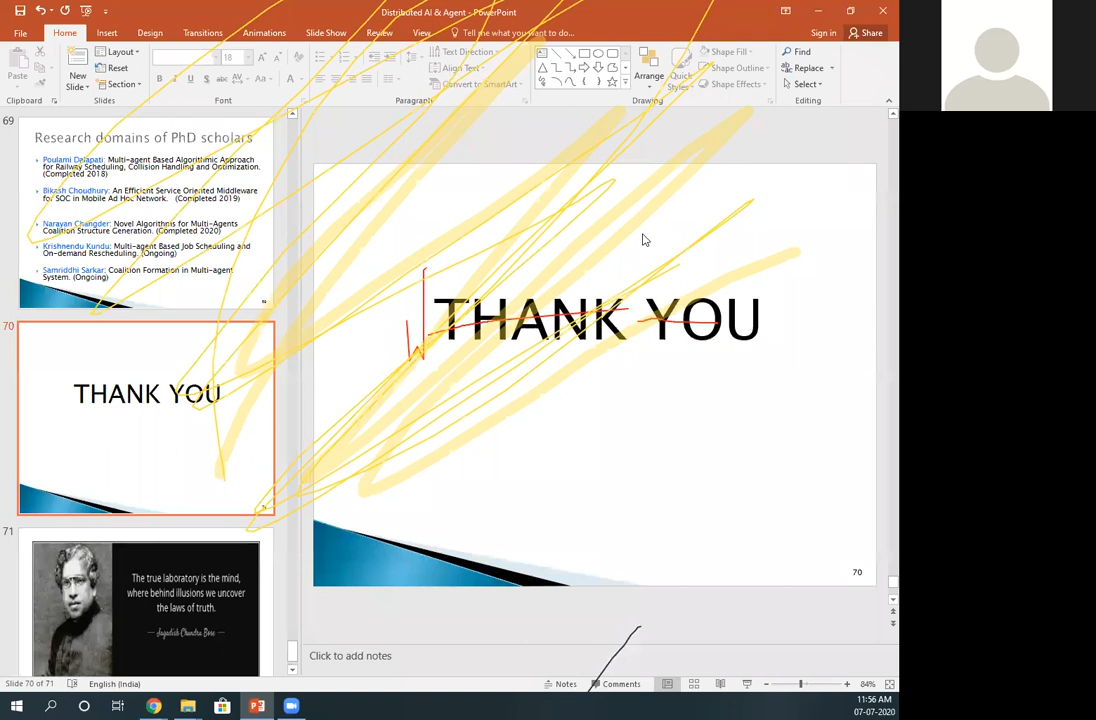 Distributed AI & Agent - PowerPoint
File Home Insert Design Transitions Animations Slide Show Review View Tell me what you want to do... Sign in Share
Paste
Clipboard
New
Slide
Layout
Reset
Section
Slides
18
Font
Text Direction
Align Text
Convert to SmartArt
Paragraph
Arrange
Quick
Styles
Shape Fill
Shape Outline
Shape Effects
Drawing
Find
Replace
Select
Editing
69
Research domains of PhD scholars
Poulami Dalapati: Multi-agent Based Algorithmic Approach
for Railway Scheduling, Collision Handling and Optimization.
(Completed 2018)
Bikash Choudhury: An Efficient Service Oriented Middleware
for SOC in Mobile Ad Hoc Network. (Completed 2019)
Narayan Changder: Novel Algorithms for Multi-Agents
Coalition Structure Generation. (Completed 2020)
Krishnendu Kundu: Multi-agent Based Job Scheduling and
On-demand Rescheduling. (Ongoing)
Samriddhi Sarkar: Coalition Formation in Multi-agent
System. (Ongoing)
70
THANK YOU
71
The true laboratory is the mind,
where behind illusions we uncover
the laws of truth.
— Jagadish Chandra Bose —
THANK YOU
70
Click to add notes
Slide 70 of 71 English (India) Notes Comments 84%
11:56 AM
07-07-2020